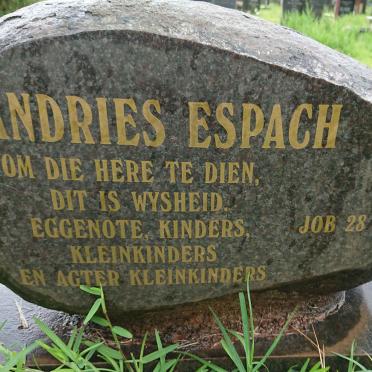 ANDRIES ESPACH
OM DIE HERE TE DIEN,
DIT IS WYSHEID.
JOB 28
EGGENOTE, KINDERS,
KLEINKINDERS
EN AGTER KLEINKINDERS